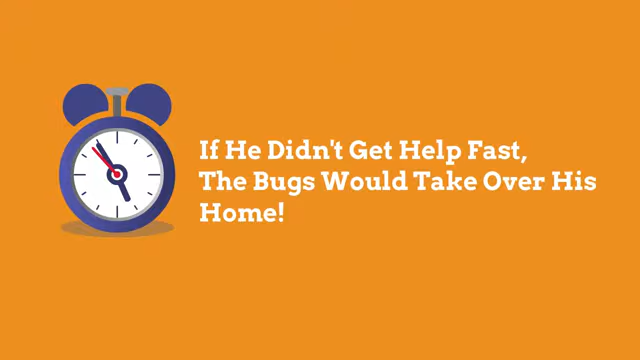 If He Didn't Get Help Fast,
The Bugs Would Take Over His
Home!